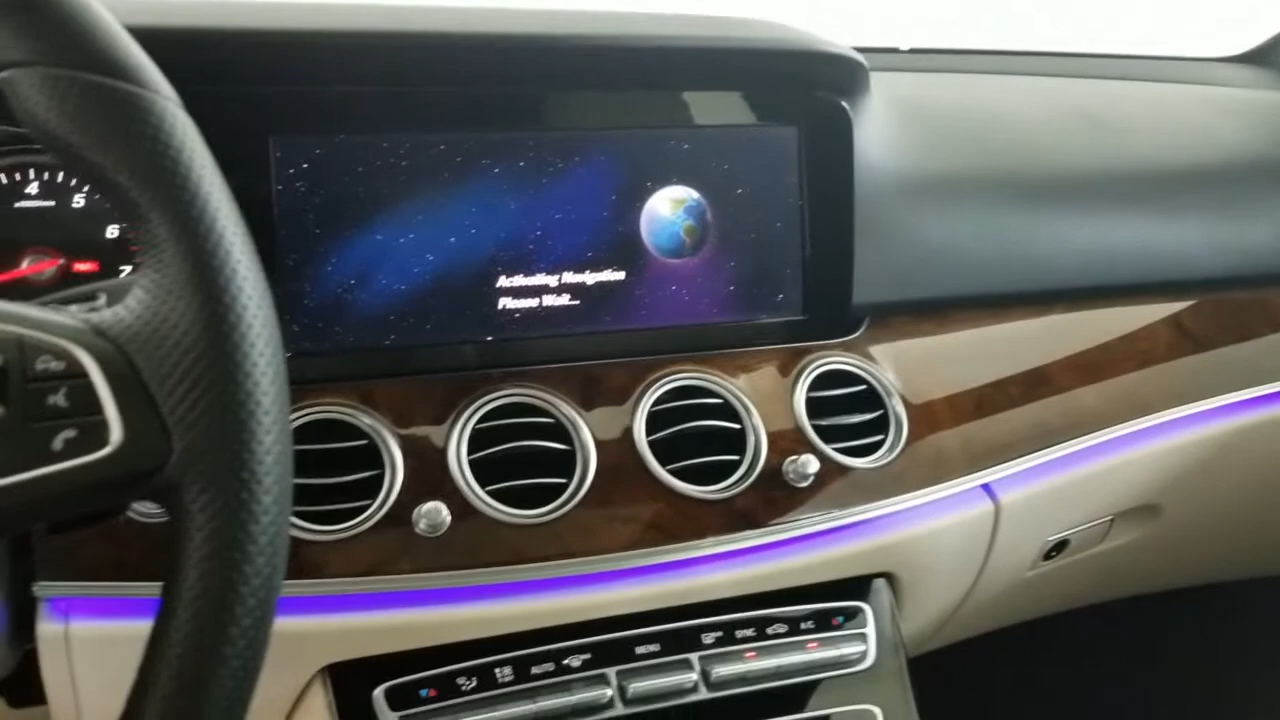 4
5
6
7
Activating Navigation
Please Wait...
AUTO
MENU
SYNC
A/C